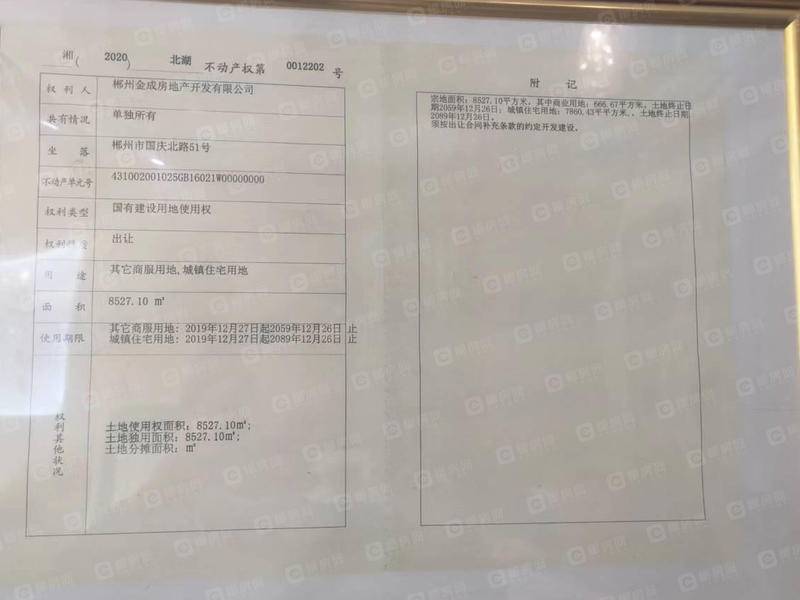 湘( 2020 ) 北湖 不动产权第 0012202 号
权利人 郴州金成房地产开发有限公司
共有情况 单独所有
坐落 郴州市国庆北路51号
不动产单元号 431002001025GB16021W00000000
权利类型 国有建设用地使用权
权利性质 出让
用途 其它商服用地,城镇住宅用地
面积 8527.10 ㎡
使用期限 其它商服用地: 2019年12月27日起2059年12月26日 止
城镇住宅用地: 2019年12月27日起2089年12月26日 止
权利其他状况
土地使用权面积: 8527.10㎡;
土地独用面积: 8527.10㎡;
土地分摊面积: ㎡
附 记
宗地面积: 8527.10平方米, 其中商业用地: 666.67平方米, 土地终止日
期2059年12月26日; 城镇住宅用地: 7860.43平平方米,, 土地终止日期
2089年12月26日。
须按出让合同补充条款的约定开发建设。
郴房网